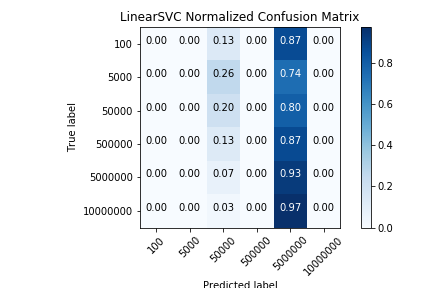 LinearSVC Normalized Confusion Matrix
100 0.00 0.00 0.13 0.00 0.87 0.00
5000 0.00 0.00 0.26 0.00 0.74 0.00
50000 0.00 0.00 0.20 0.00 0.80 0.00
500000 0.00 0.00 0.13 0.00 0.87 0.00
5000000 0.00 0.00 0.07 0.00 0.93 0.00
10000000 0.00 0.00 0.03 0.00 0.97 0.00
True label
100 5000 50000 500000 5000000 10000000
Predicted label
0.8
0.6
0.4
0.2
0.0